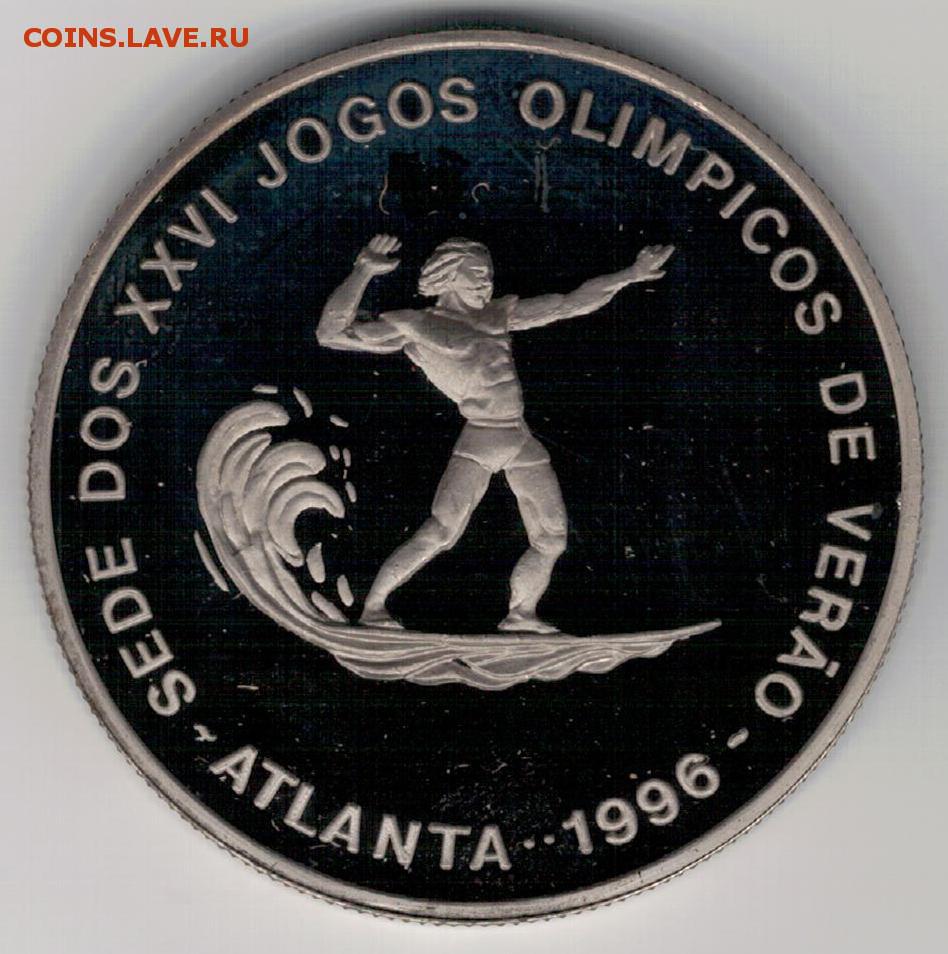 COINS.LAVE.RU
SEDE DOS XXVI JOGOS OLIMPICOS DE VERÃO
~ATLANTA··1996~